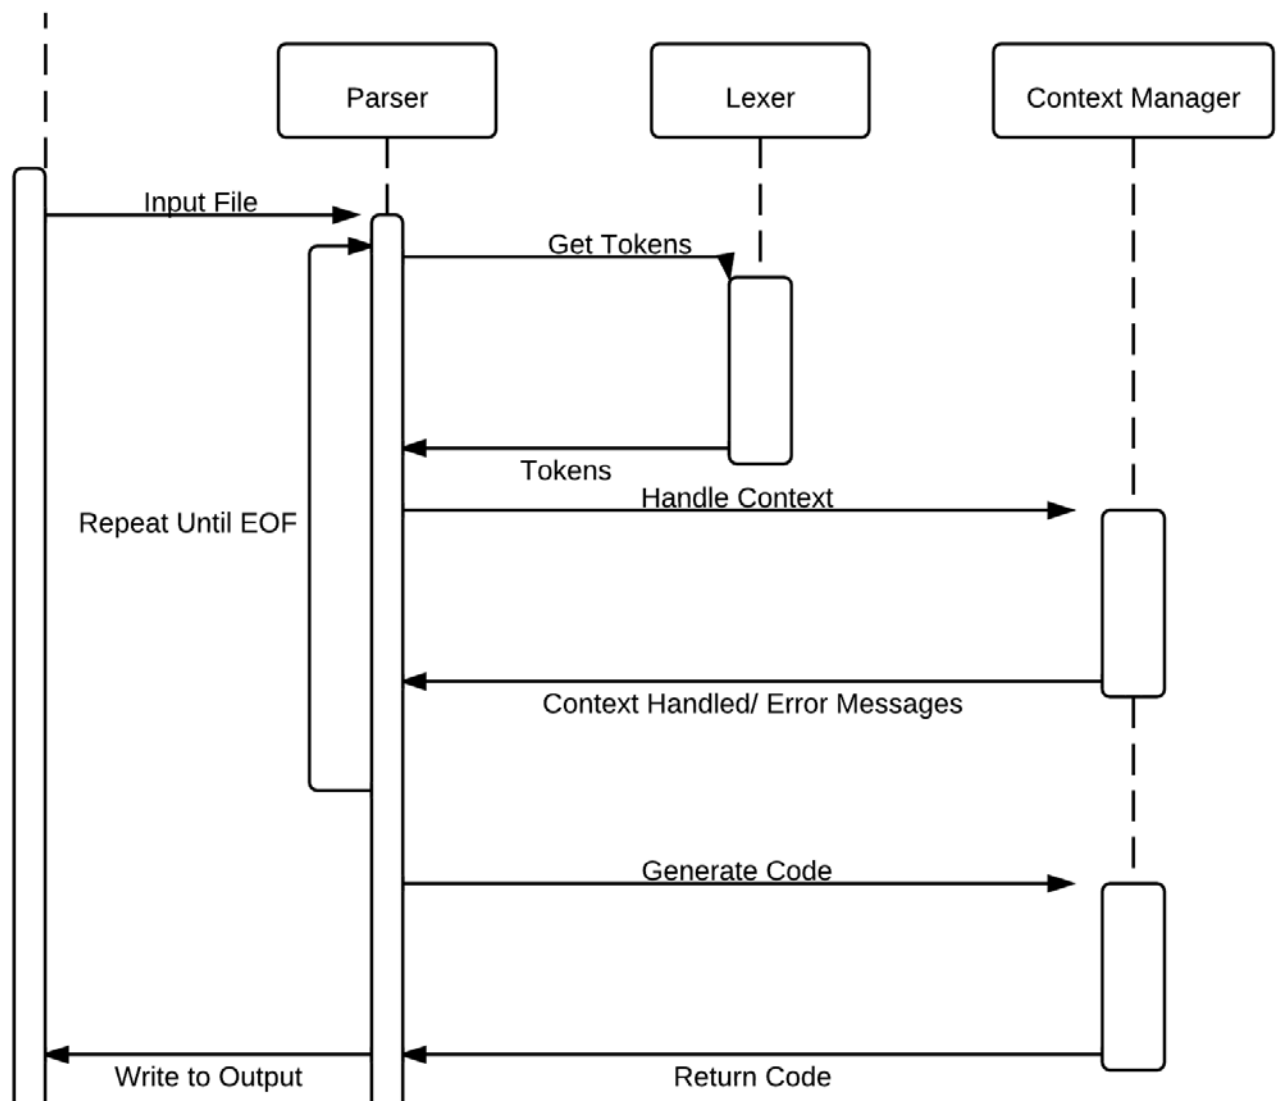 Parser
Lexer
Context Manager
Input File
Get Tokens
Tokens
Handle Context
Repeat Until EOF
Context Handled/ Error Messages
Generate Code
Write to Output
Return Code